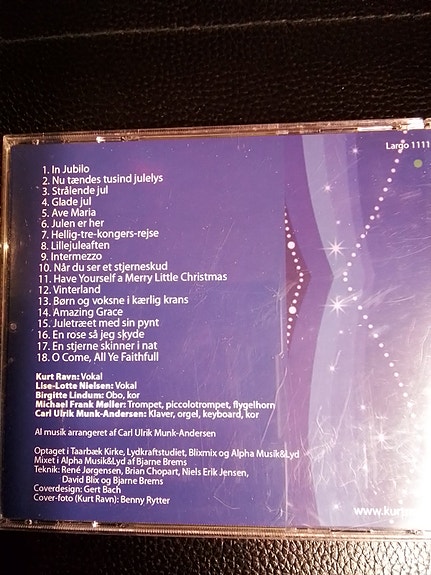 Largo 1111
1. In Jubilo
2. Nu tændes tusind julelys
3. Strålende jul
4. Glade jul
5. Ave Maria
6. Julen er her
7. Hellig-tre-kongers-rejse
8. Lillejuleaften
9. Intermezzo
10. Når du ser et stjerneskud
11. Have Yourself a Merry Little Christmas
12. Vinterland
13. Børn og voksne i kærlig krans
14. Amazing Grace
15. Juletræet med sin pynt
16. En rose så jeg skyde
17. En stjerne skinner i nat
18. O Come, All Ye Faithfull
Kurt Ravn: Vokal
Lise-Lotte Nielsen: Vokal
Birgitte Lindum: Obo, kor
Michael Frank Møller: Trompet, piccolotrompet, flygelhorn
Carl Ulrik Munk-Andersen: Klaver, orgel, keyboard, kor
Al musik arrangeret af Carl Ulrik Munk-Andersen
Optaget i Taarbæk Kirke, Lydkraftstudiet, Blixmix og Alpha Musik&Lyd
Mixet i Alpha Musik&Lyd af Bjarne Brems
Teknik: René Jørgensen, Brian Chopart, Niels Erik Jensen,
David Blix og Bjarne Brems
Coverdesign: Gert Bach
Cover-foto (Kurt Ravn): Benny Rytter